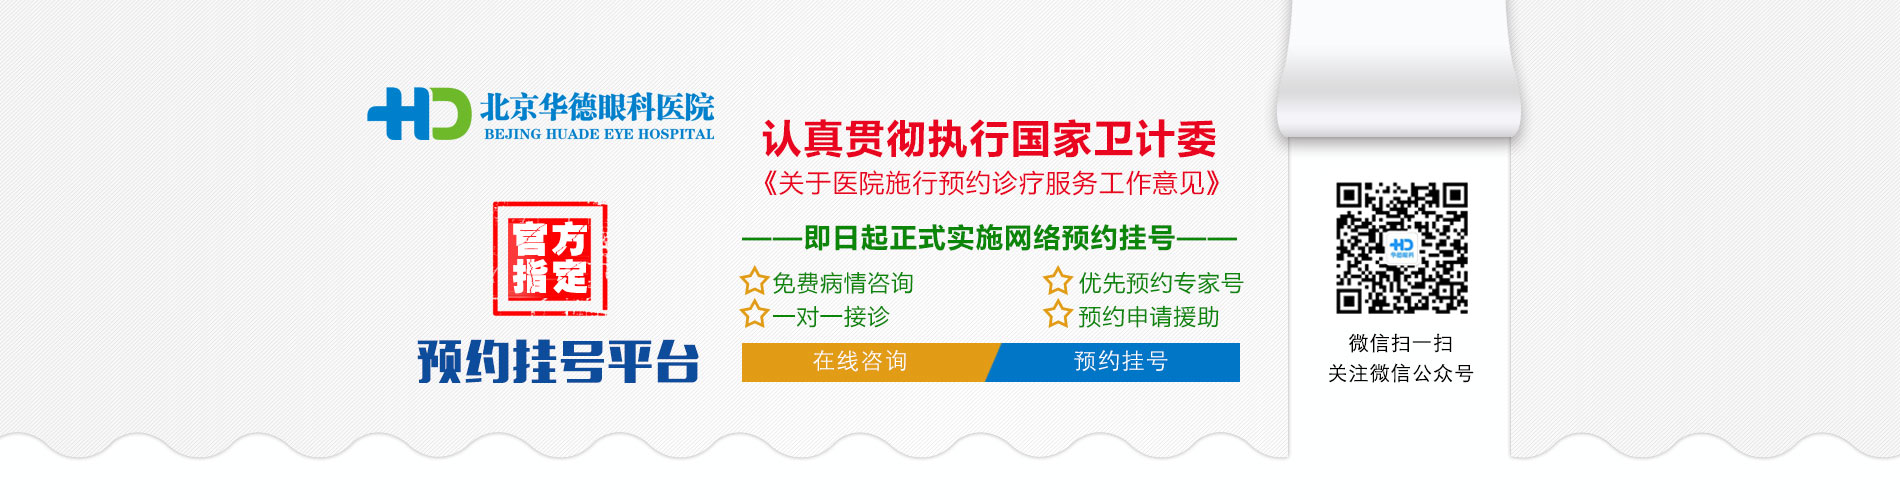 北京华德眼科医院
BEJING HUADE EYE HOSPITAL
官方
指定
预约挂号平台
认真贯彻执行国家卫计委
《关于医院施行预约诊疗服务工作意见》
——即日起正式实施网络预约挂号——
免费病情咨询
优先预约专家号
一对一接诊
预约申请援助
在线咨询
预约挂号
HD
华德眼科
微信扫一扫
关注微信公众号